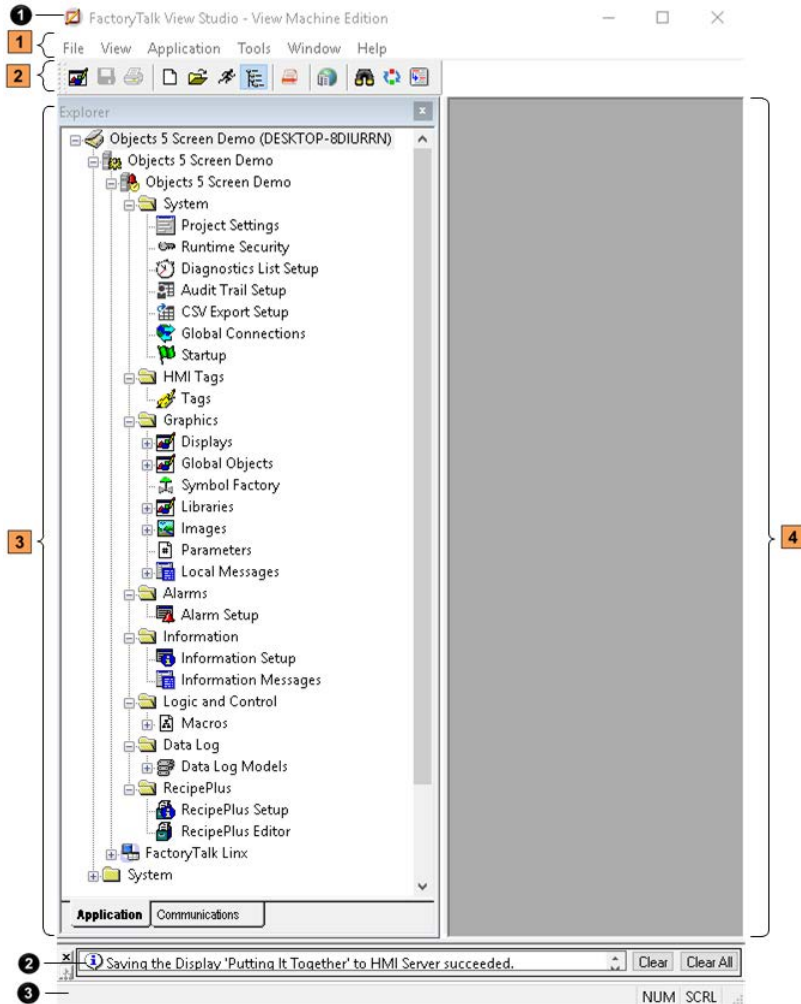 1 FactoryTalk View Studio - View Machine Edition
1 File View Application Tools Window Help
2
Explorer
Objects 5 Screen Demo (DESKTOP-8DIURRN)
Objects 5 Screen Demo
Objects 5 Screen Demo
System
Project Settings
Runtime Security
Diagnostics List Setup
Audit Trail Setup
CSV Export Setup
Global Connections
Startup
HMI Tags
Tags
Graphics
Displays
Global Objects
Symbol Factory
Libraries
Images
3
4
Parameters
Local Messages
Alarms
Alarm Setup
Information
Information Setup
Information Messages
Logic and Control
Macros
Data Log
Data Log Models
RecipePlus
RecipePlus Setup
RecipePlus Editor
FactoryTalk Linx
System
Application Communications
2 Saving the Display 'Putting It Together' to HMI Server succeeded. Clear Clear All
3 NUM SCRL